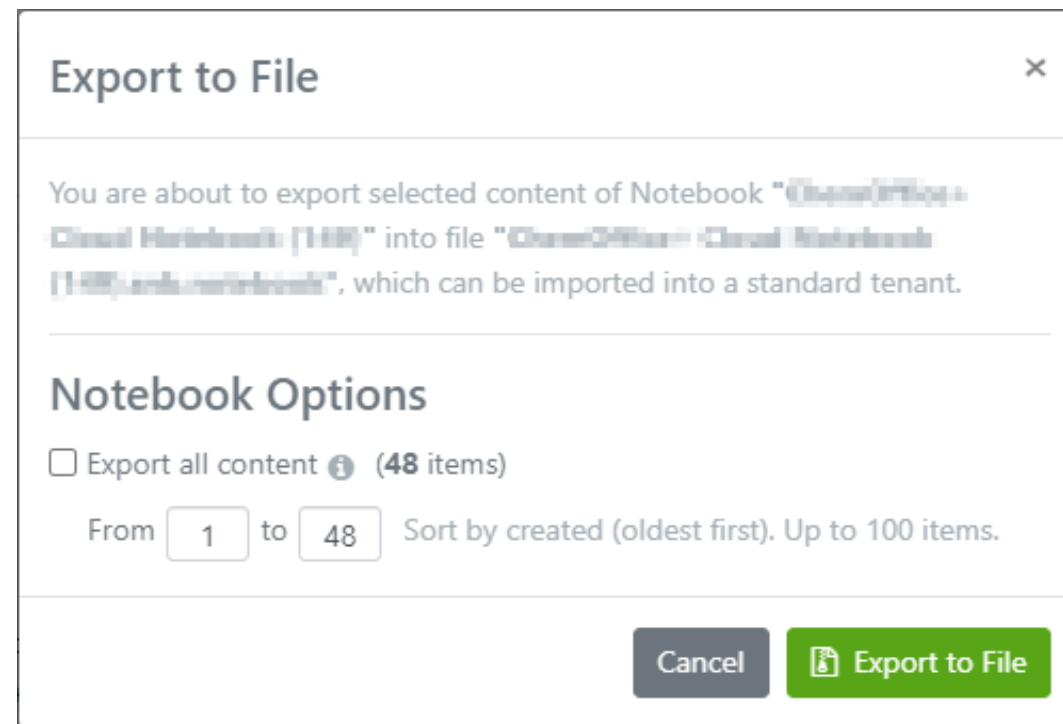 Export to File ×
You are about to export selected content of Notebook "
" into file "
", which can be imported into a standard tenant.
Notebook Options
Export all content (48 items)
From 1 to 48 Sort by created (oldest first). Up to 100 items.
Cancel Export to File